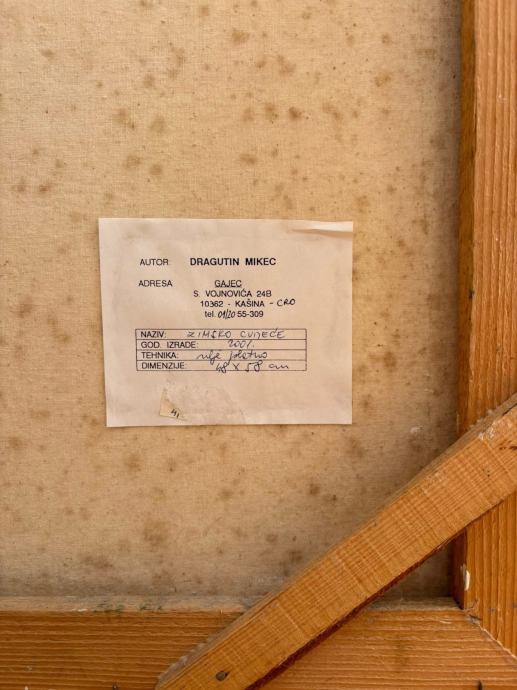 AUTOR: DRAGUTIN MIKEC
ADRESA GAJEC
S. VOJNOVIĆA 24B
10362 - KAŠINA - CRO
tel. 01/20 55-309
NAZIV: ZIMSKO CVIJEĆE
GOD. IZRADE: 2001.
TEHNIKA: ulje platno
DIMENZIJE: 48 X 58 cm